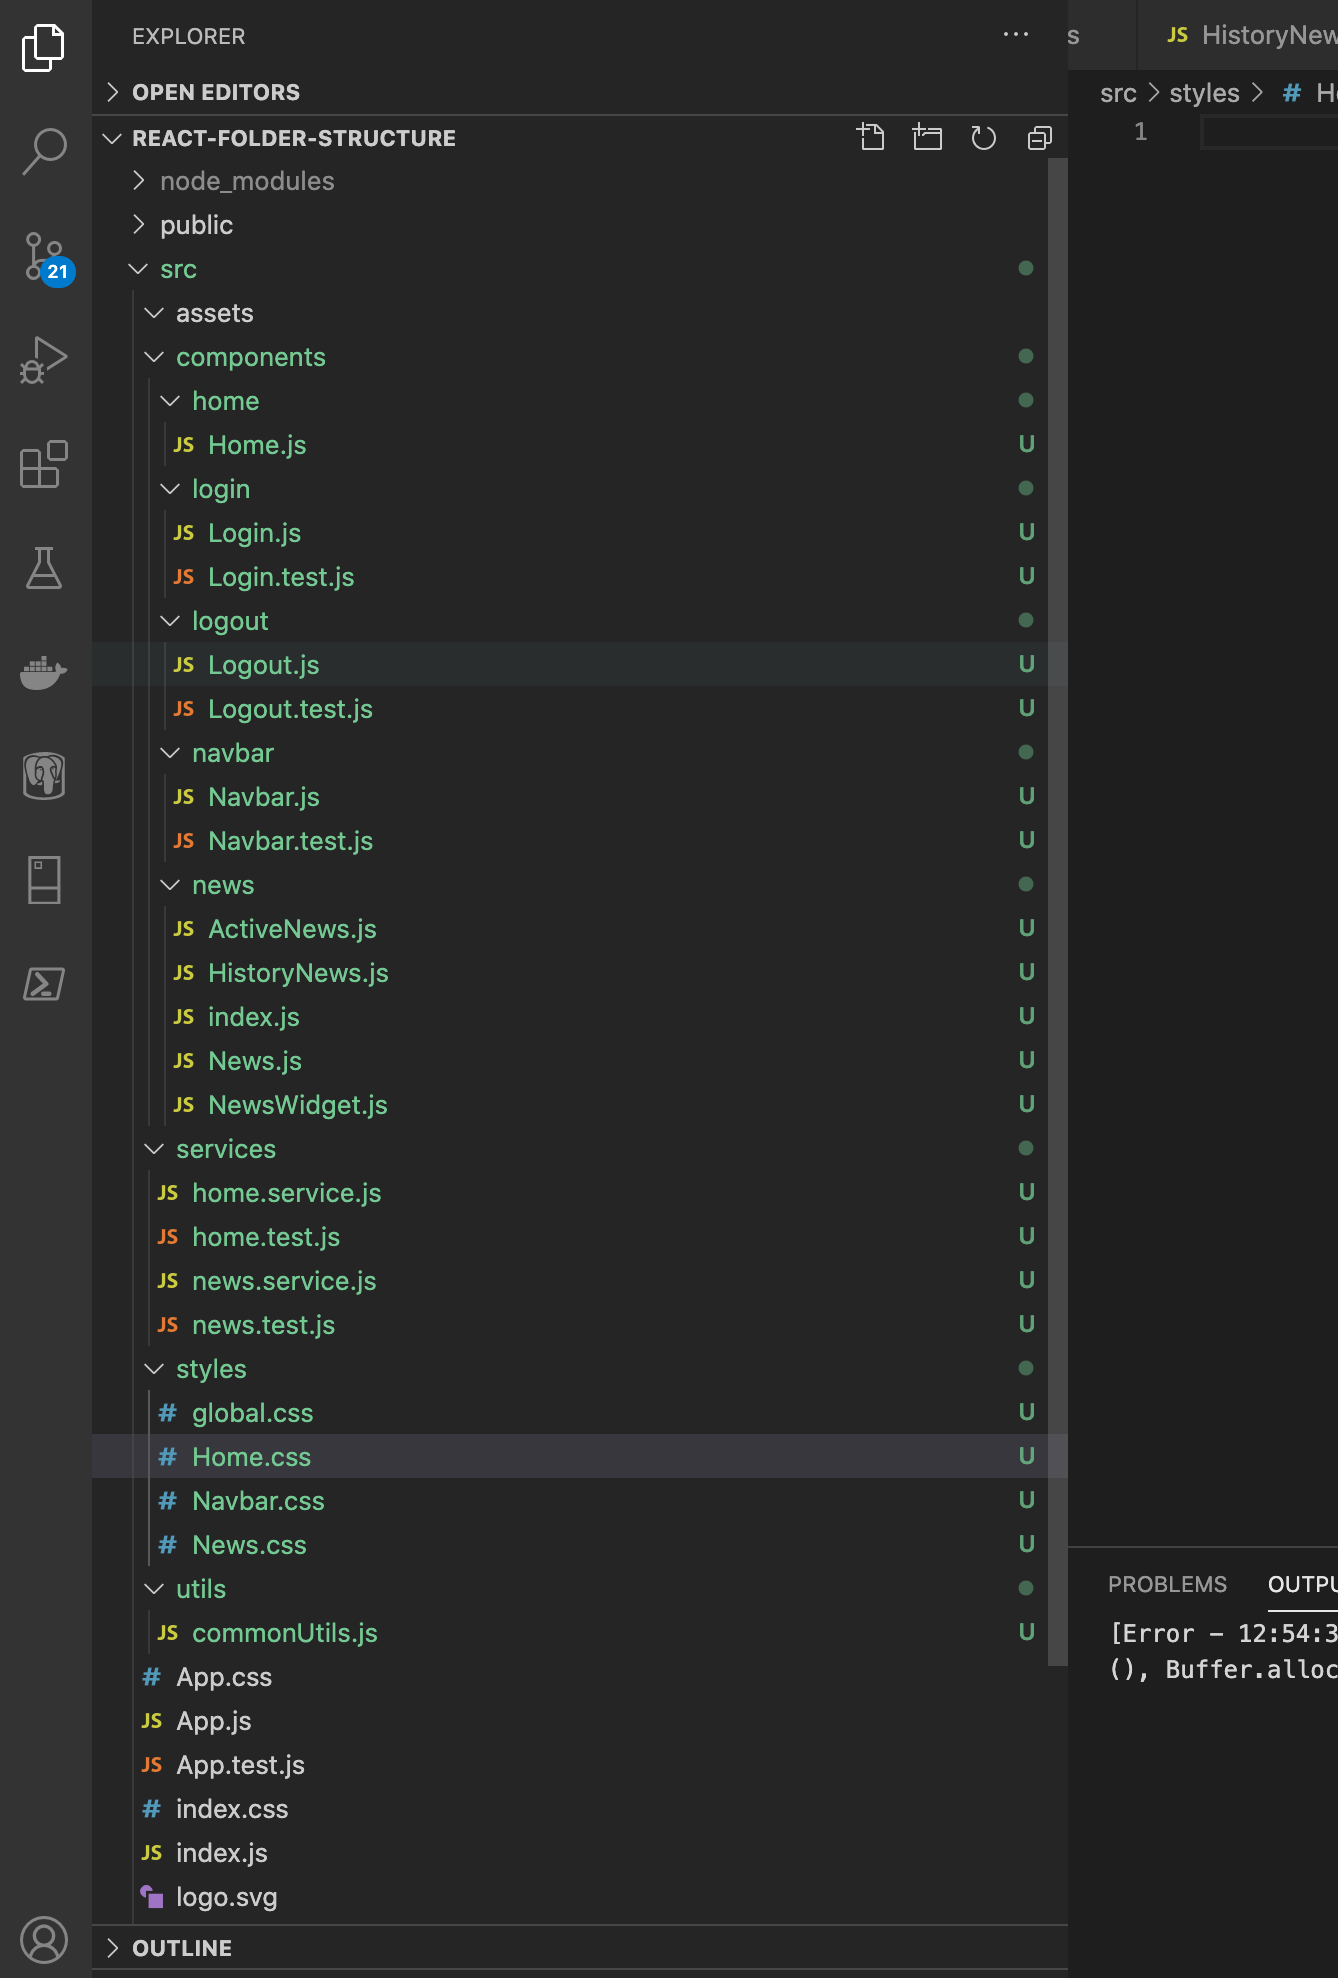 EXPLORER
OPEN EDITORS
REACT-FOLDER-STRUCTURE
node_modules
public
src
21
assets
components
home
JS Home.js U
login
JS Login.js U
JS Login.test.js U
logout
JS Logout.js U
JS Logout.test.js U
navbar
JS Navbar.js U
JS Navbar.test.js U
news
JS ActiveNews.js U
JS HistoryNews.js U
JS index.js U
JS News.js U
JS NewsWidget.js U
services
JS home.service.js U
JS home.test.js U
JS news.service.js U
JS news.test.js U
styles
# global.css U
# Home.css U
# Navbar.css U
# News.css U
utils
JS commonUtils.js U
# App.css
JS App.js
JS App.test.js
# index.css
JS index.js
logo.svg
OUTLINE
s JS HistoryNew
src > styles > # H
1
PROBLEMS OUTPU
[Error - 12:54:3
(), Buffer.alloc